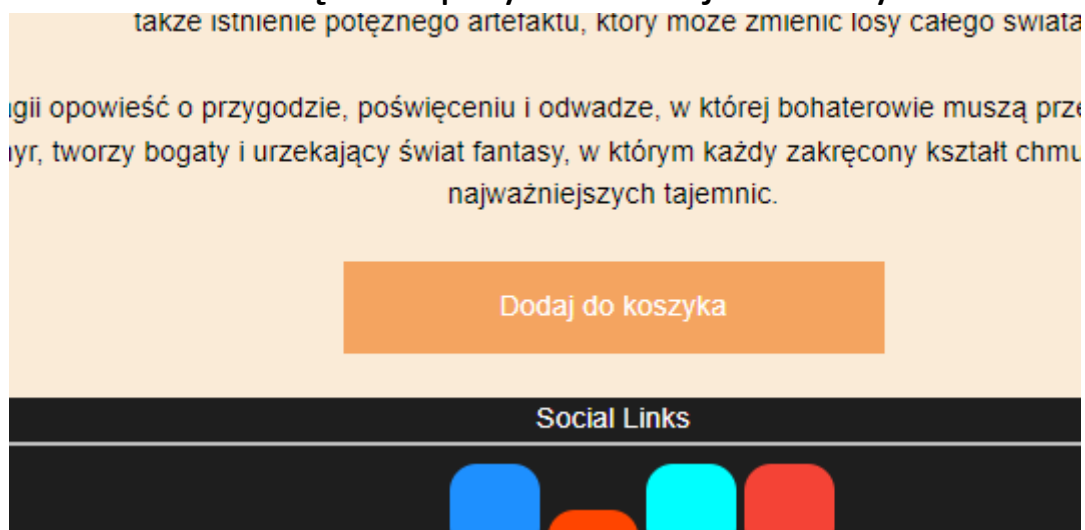 także istnienie potężnego artefaktu, który może zmienić losy całego świata
opowieść o przygodzie, poświęceniu i odwadze, w której bohaterowie muszą
tworzy bogaty i urzekający świat fantasy, w którym każdy zakręcony kształt
najważniejszych tajemnic.
Dodaj do koszyka
Social Links